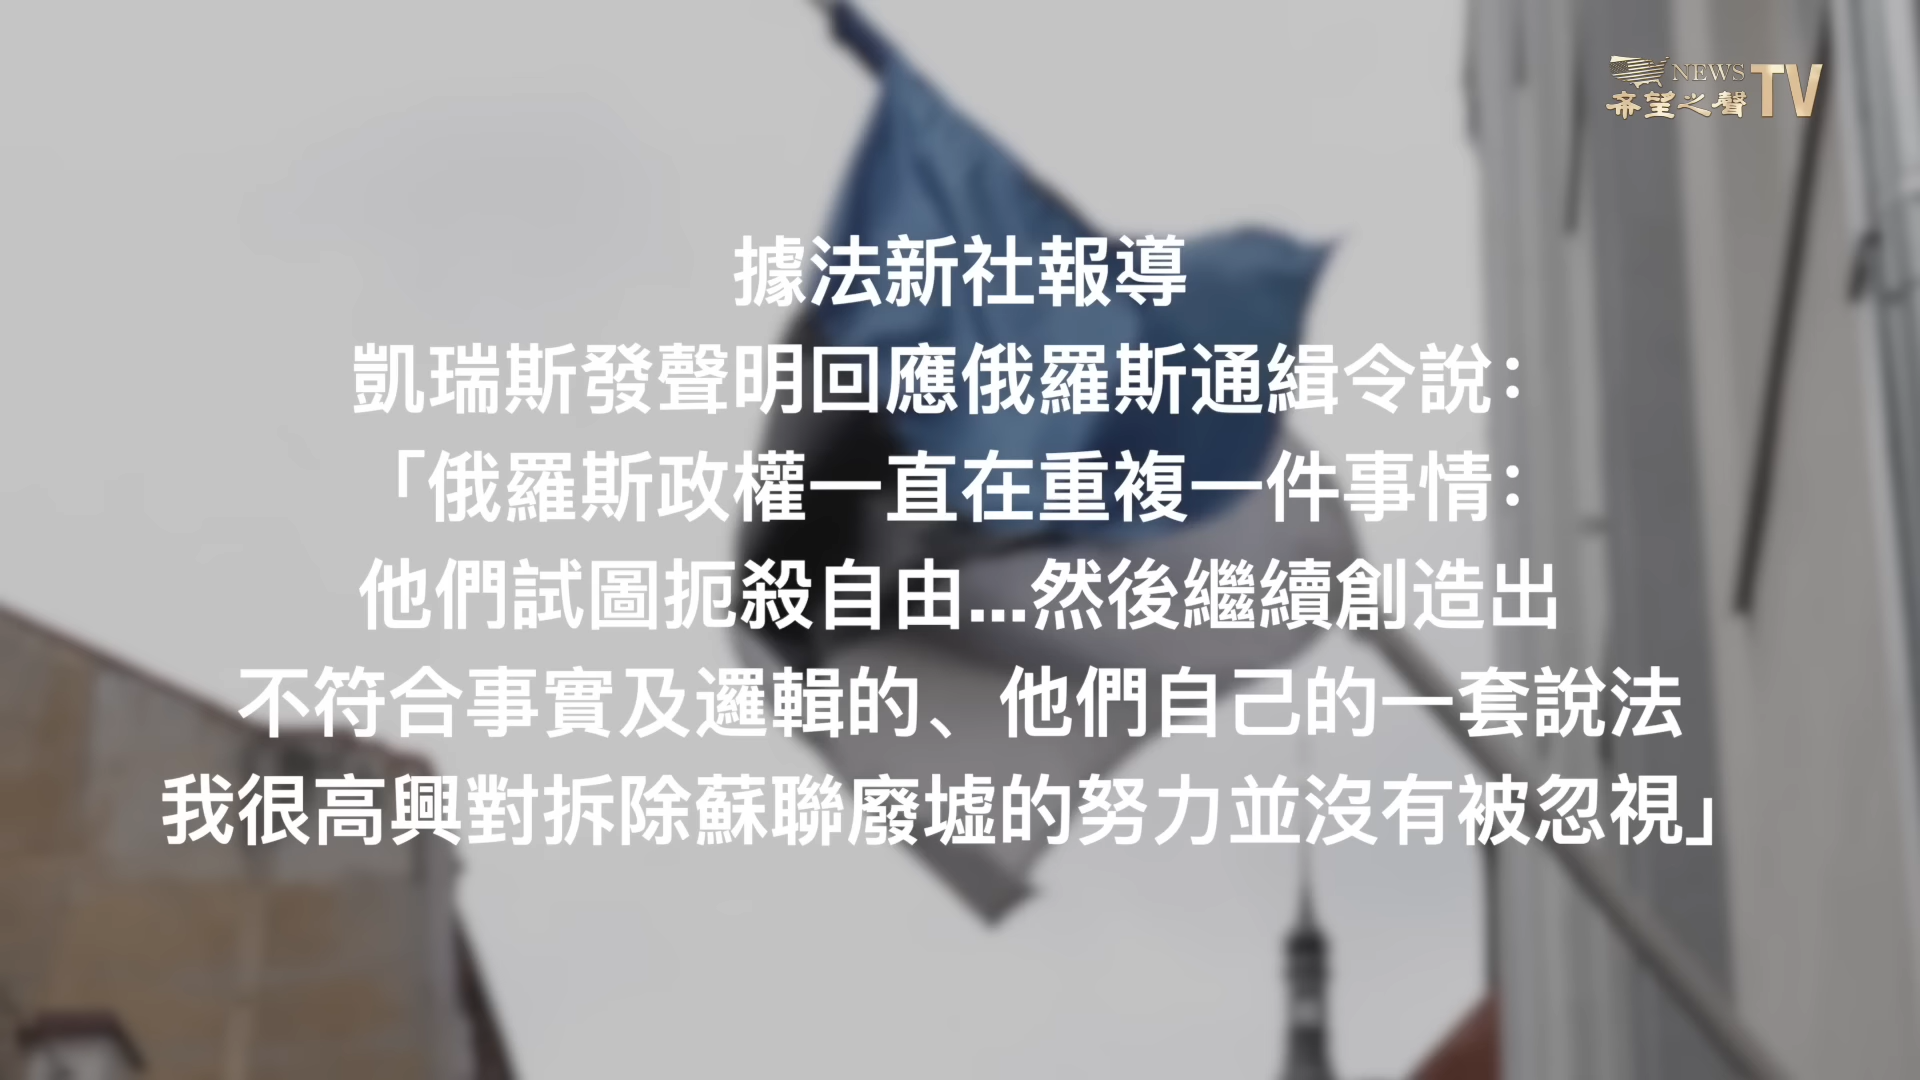 NEWS
希望之聲TV
據法新社報導
凱瑞斯發聲明回應俄羅斯通緝令說：
「俄羅斯政權一直在重複一件事情：
他們試圖扼殺自由...然後繼續創造出
不符合事實及邏輯的、他們自己的一套說法
我很高興對拆除蘇聯廢墟的努力並沒有被忽視」